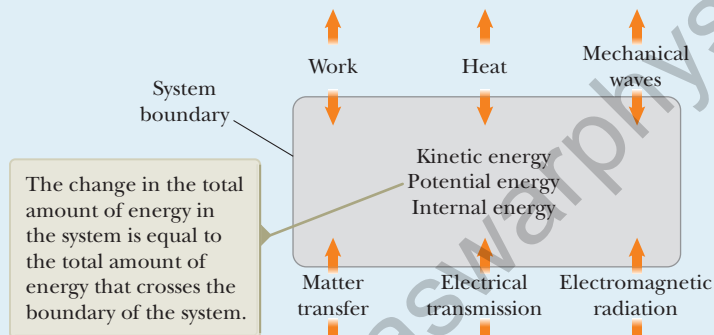 Work
Heat
Mechanical
waves
System
boundary
Kinetic energy
Potential energy
Internal energy
The change in the total
amount of energy in
the system is equal to
the total amount of
energy that crosses the
boundary of the system.
Matter
transfer
Electrical
transmission
Electromagnetic
radiation
aswarphys